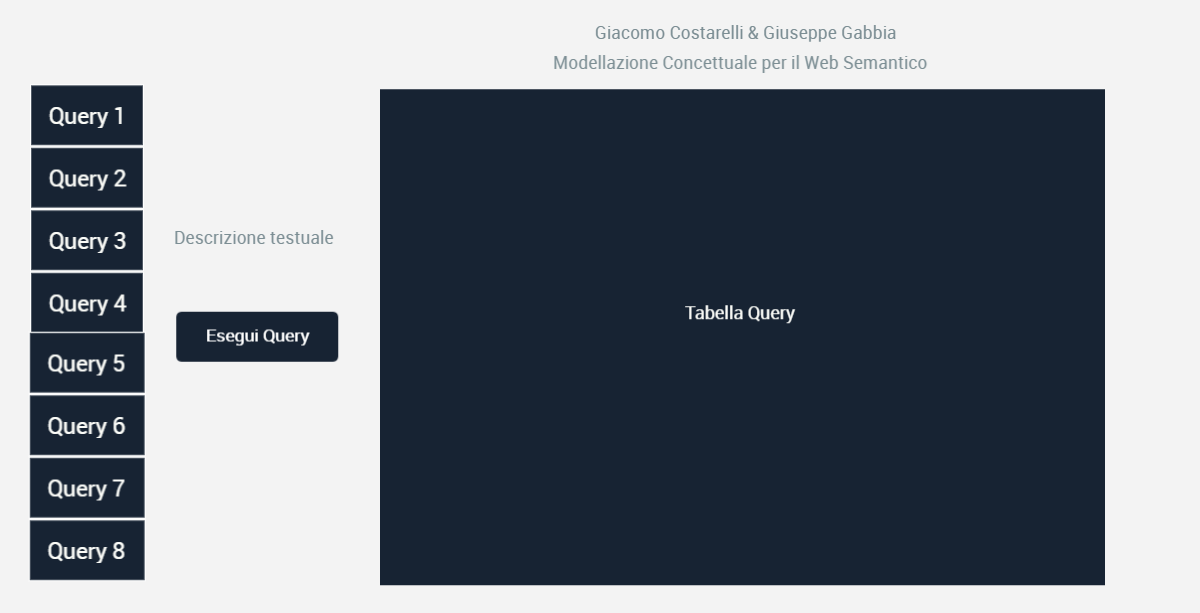 Giacomo Costarelli & Giuseppe Gabbia
Modellazione Concettuale per il Web Semantico
Query 1
Query 2
Query 3
Query 4
Query 5
Query 6
Query 7
Query 8
Descrizione testuale
Esegui Query
Tabella Query